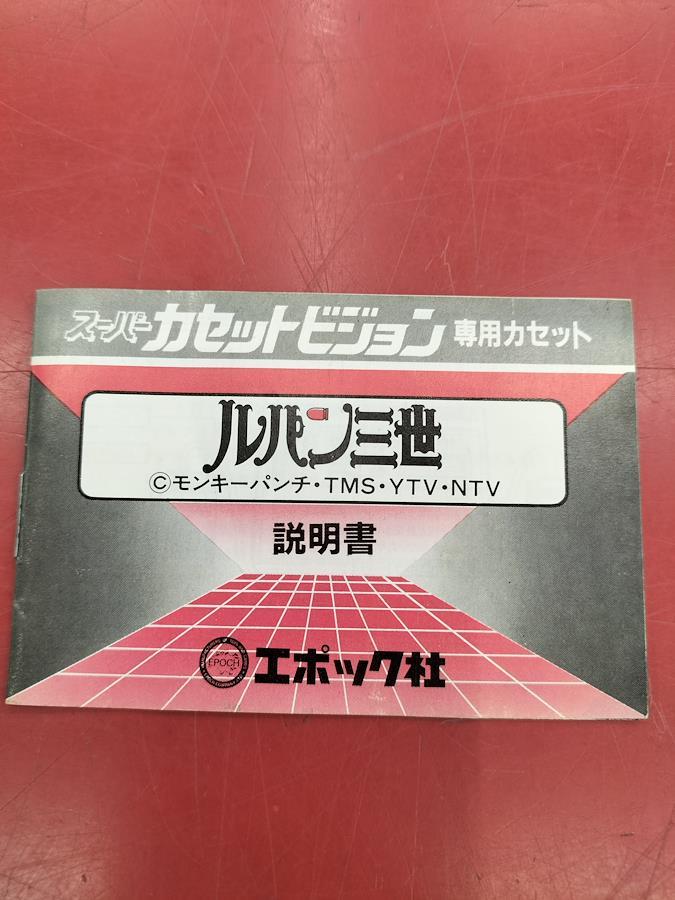 スーパーカセットビジョン 専用カセット
ルパン三世
©モンキーパンチ・TMS・YTV・NTV
説明書
EPOCH エポック社